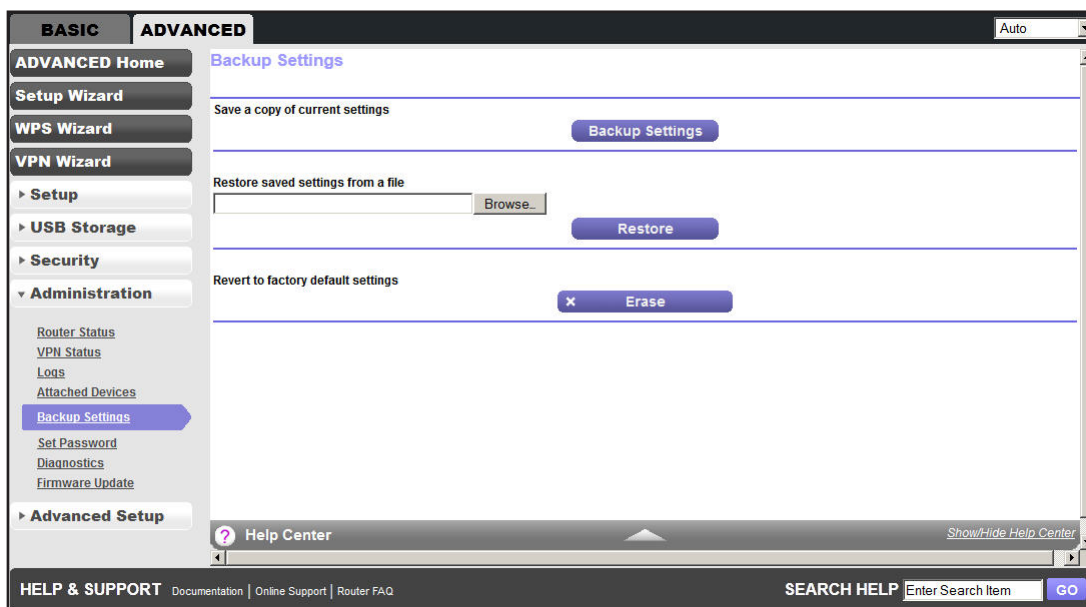 BASIC ADVANCED Auto
ADVANCED Home
Setup Wizard
WPS Wizard
VPN Wizard
Setup
USB Storage
Security
Administration
Router Status
VPN Status
Logs
Attached Devices
Backup Settings
Set Password
Diagnostics
Firmware Update
Advanced Setup
Backup Settings
Save a copy of current settings
Backup Settings
Restore saved settings from a file
Browse...
Restore
Revert to factory default settings
× Erase
? Help Center Show/Hide Help Center
HELP & SUPPORT Documentation | Online Support | Router FAQ SEARCH HELP Enter Search Item GO